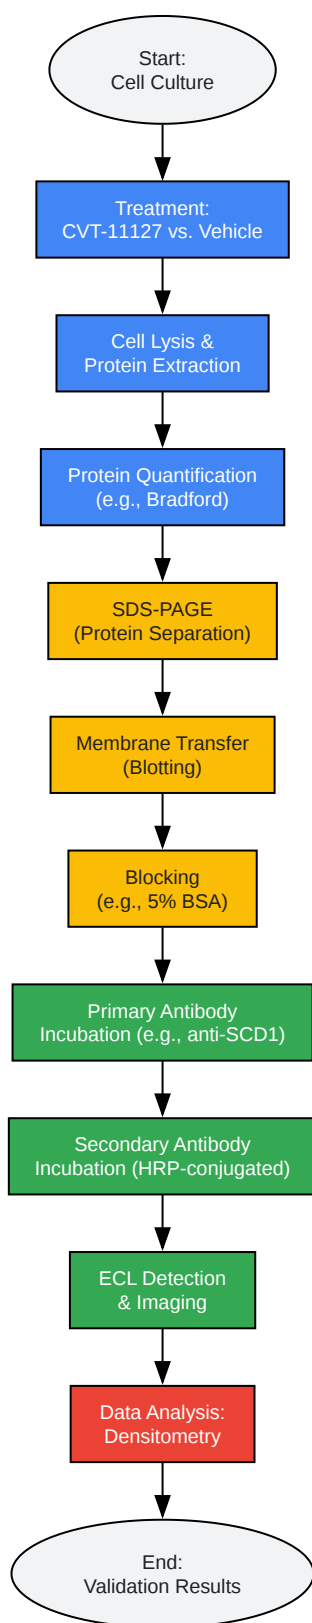 Start:
Cell Culture
Treatment:
CVT-11127 vs. Vehicle
Cell Lysis &
Protein Extraction
Protein Quantification
(e.g., Bradford)
SDS-PAGE
(Protein Separation)
Membrane Transfer
(Blotting)
Blocking
(e.g., 5% BSA)
Primary Antibody
Incubation (e.g., anti-SCD1)
Secondary Antibody
Incubation (HRP-conjugated)
ECL Detection
& Imaging
Data Analysis:
Densitometry
End:
Validation Results